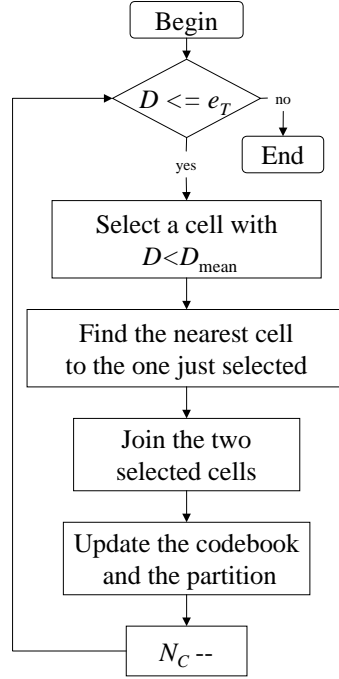 Begin
D <= e_T
no
End
yes
Select a cell with
D<D_mean
Find the nearest cell
to the one just selected
Join the two
selected cells
Update the codebook
and the partition
N_C --